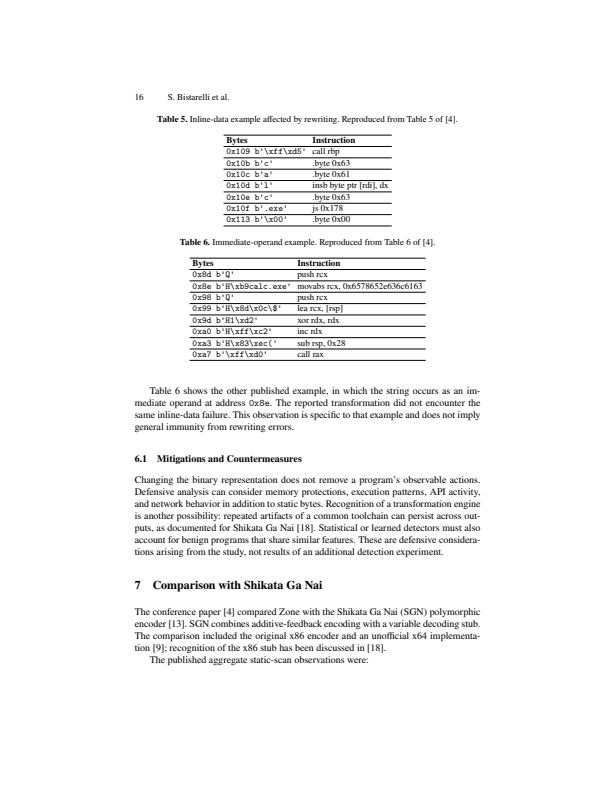 16 S. Bistarelli et al.
Table 5. Inline-data example affected by rewriting. Reproduced from Table 5 of [4].
Bytes Instruction
0x109 b'\xff\xd5' call rbp
0x10b b'c' .byte 0x63
0x10c b'a' .byte 0x61
0x10d b'l' insb byte ptr [rdi], dx
0x10e b'c' .byte 0x63
0x10f b'.exe' js 0x178
0x113 b'\x00' .byte 0x00
Table 6. Immediate-operand example. Reproduced from Table 6 of [4].
Bytes Instruction
0x8d b'Q' push rcx
0x8e b'H\xb9calc.exe' movabs rcx, 0x6578652e636c6163
0x98 b'Q' push rcx
0x99 b'H\x8d\x0c\$' lea rcx, [rsp]
0x9d b'H1\xd2' xor rdx, rdx
0xa0 b'H\xff\xc2' inc rdx
0xa3 b'H\x83\xec(' sub rsp, 0x28
0xa7 b'\xff\xd0' call rax
Table 6 shows the other published example, in which the string occurs as an im-
mediate operand at address 0x8e. The reported transformation did not encounter the
same inline-data failure. This observation is specific to that example and does not imply
general immunity from rewriting errors.
6.1 Mitigations and Countermeasures
Changing the binary representation does not remove a program's observable actions.
Defensive analysis can consider memory protections, execution patterns, API activity,
and network behavior in addition to static bytes. Recognition of a transformation engine
is another possibility: repeated artifacts of a common toolchain can persist across out-
puts, as documented for Shikata Ga Nai [18]. Statistical or learned detectors must also
account for benign programs that share similar features. These are defensive considera-
tions arising from the study, not results of an additional detection experiment.
7 Comparison with Shikata Ga Nai
The conference paper [4] compared Zone with the Shikata Ga Nai (SGN) polymorphic
encoder [13]. SGN combines additive-feedback encoding with a variable decoding stub.
The comparison included the original x86 encoder and an unofficial x64 implementa-
tion [9]; recognition of the x86 stub has been discussed in [18].
The published aggregate static-scan observations were: